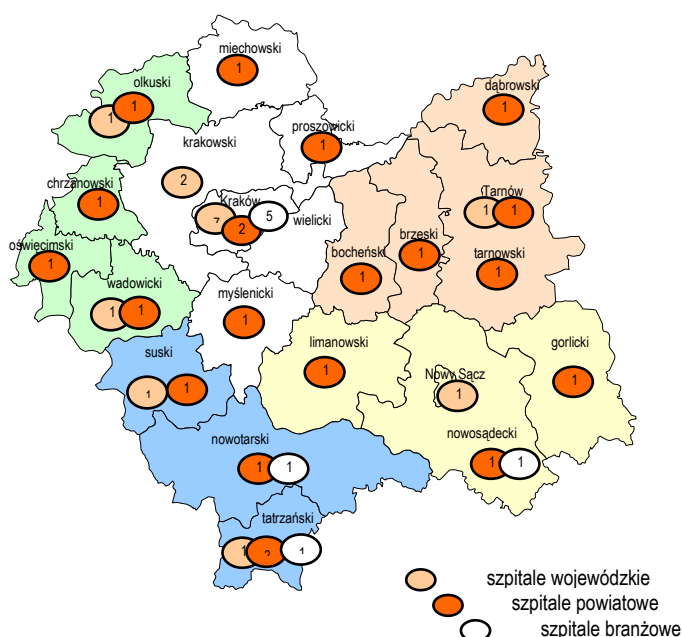 miechowski
1
olkuski
1
1
dąbrowski
1
krakowski
proszowicki
1
2
chrzanowski
1
Kraków
7
2
5
wielicki
Tarnów
1
1
oświęcimski
1
bocheński
1
brzeski
1
tarnowski
1
wadowicki
1
1
myślenicki
1
suski
1
1
limanowski
1
Nowy Sącz
1
gorlicki
1
nowotarski
1
1
nowosądecki
1
1
tatrzański
1
2
1
szpitale wojewódzkie
szpitale powiatowe
szpitale branżowe